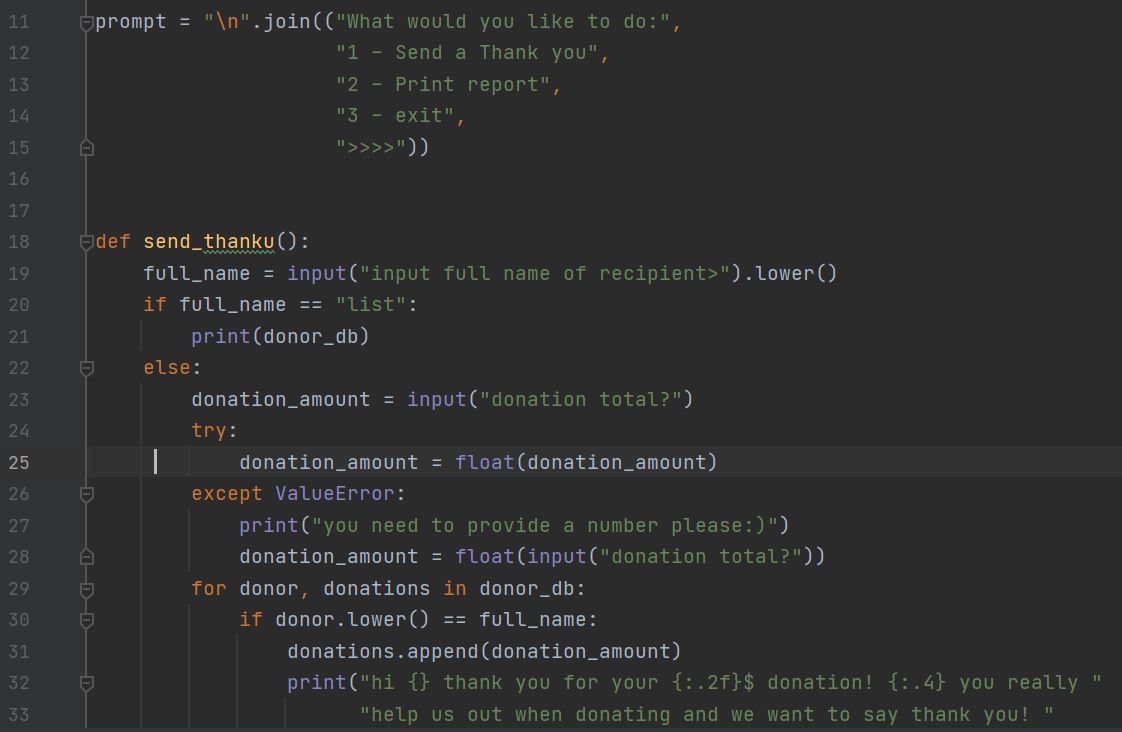 11 prompt = "\n".join(("What would you like to do:",
12                     "1 - Send a Thank you",
13                     "2 - Print report",
14                     "3 - exit",
15                     ">>>>"))
16
17
18 def send_thanku():
19     full_name = input("input full name of recipient>").lower()
20     if full_name == "list":
21         print(donor_db)
22     else:
23         donation_amount = input("donation total?")
24         try:
25             donation_amount = float(donation_amount)
26         except ValueError:
27             print("you need to provide a number please:)")
28             donation_amount = float(input("donation total?"))
29         for donor, donations in donor_db:
30             if donor.lower() == full_name:
31                 donations.append(donation_amount)
32                 print("hi {} thank you for your {:.2f}$ donation! {:.4} you really "
33                       "help us out when donating and we want to say thank you! "